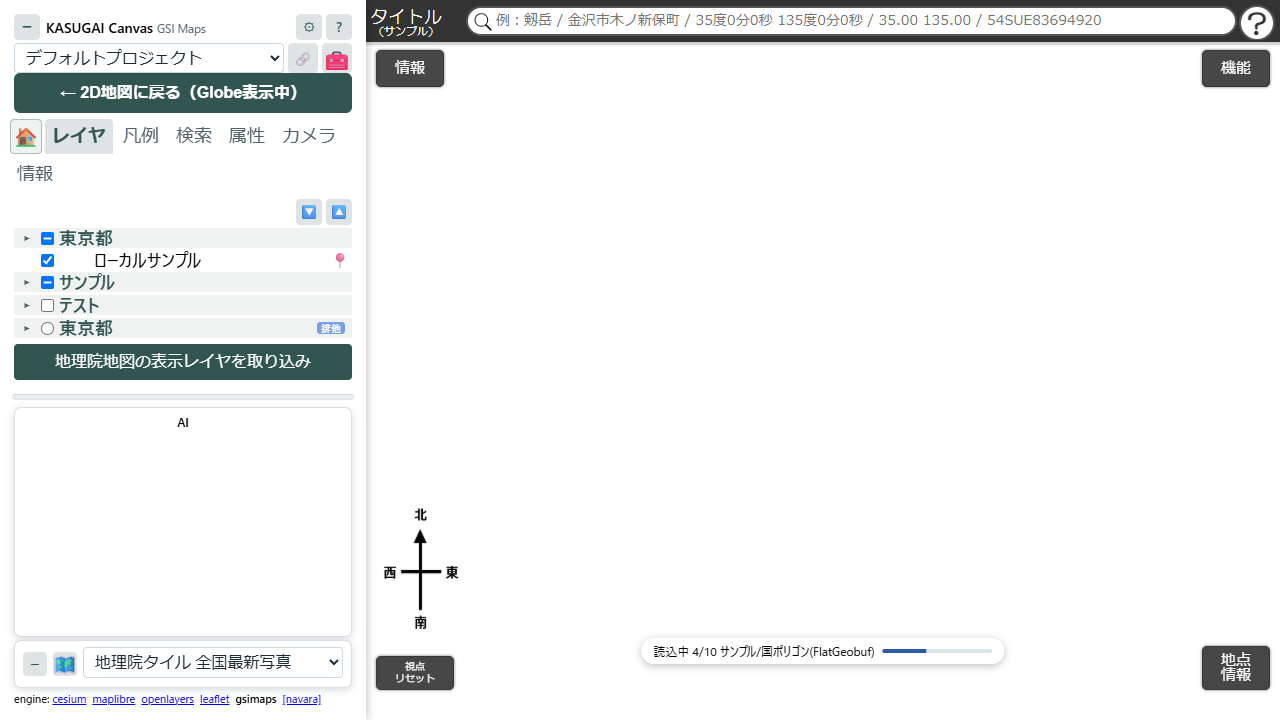 − KASUGAI Canvas GSI Maps ⚙ ?
デフォルトプロジェクト
← 2D地図に戻る（Globe表示中）
レイヤ 凡例 検索 属性 カメラ
情報
東京都
ローカルサンプル
サンプル
テスト
東京都 排他
地理院地図の表示レイヤを取り込み
AI
− 地理院タイル 全国最新写真
engine: cesium maplibre openlayers leaflet gsimaps [navara]
タイトル
（サンプル）
例：剱岳 / 金沢市木ノ新保町 / 35度0分0秒 135度0分0秒 / 35.00 135.00 / 54SUE83694920
?
情報
機能
北
西 東
南
視点
リセット
読込中 4/10 サンプル/国ポリゴン(FlatGeobuf)
地点
情報